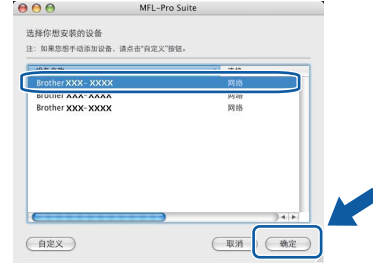 MFL-Pro Suite
选择你想安装的设备
注: 如果您想手动添加设备, 请点击“自定义”按钮。
Brother XXX- XXXX 网络
Brother XXX- XXXX 网络
Brother XXX- XXXX 网络
自定义 取消 确定